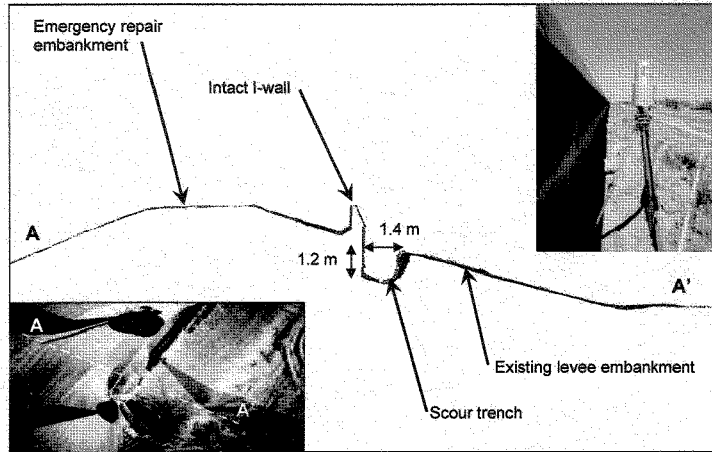 Emergency repair
embankment
Intact I-wall
A
1.4 m
1.2 m
A'
A
A'
Existing levee embankment
Scour trench